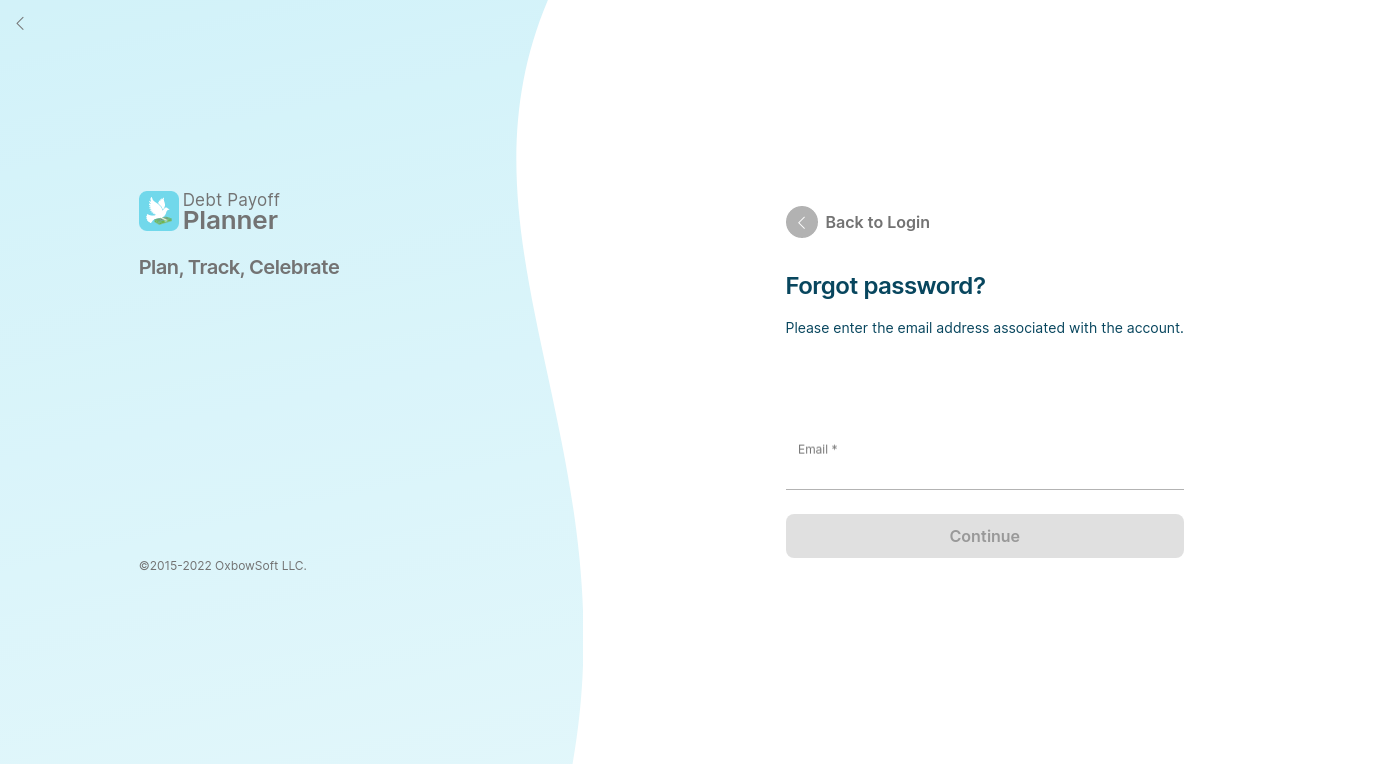 Debt Payoff
Planner
Plan, Track, Celebrate
©2015-2022 OxbowSoft LLC.
Back to Login
Forgot password?
Please enter the email address associated with the account.
Email *
Continue